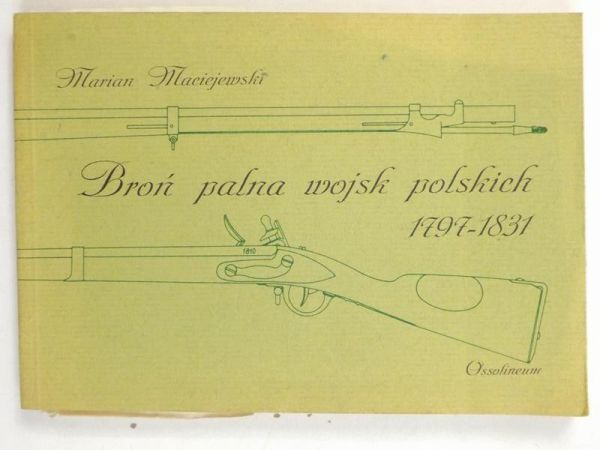 Marian Maciejewski
Broń palna wojsk polskich
1797-1831
1810
Ossolineum